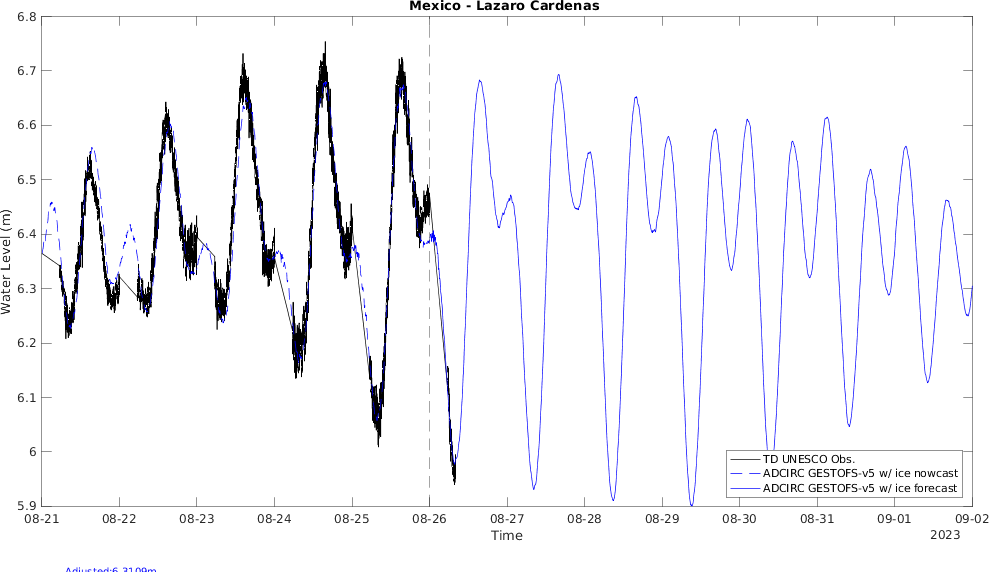 Mexico - Lazaro Cardenas
6.8
6.7
6.6
6.5
6.4
6.3
6.2
6.1
6
5.9
Water Level (m)
08-21 08-22 08-23 08-24 08-25 08-26 08-27 08-28 08-29 08-30 08-31 09-01 09-02
Time
2023
TD UNESCO Obs.
ADCIRC GESTOFS-v5 w/ ice nowcast
ADCIRC GESTOFS-v5 w/ ice forecast
Adjusted:6.3109m